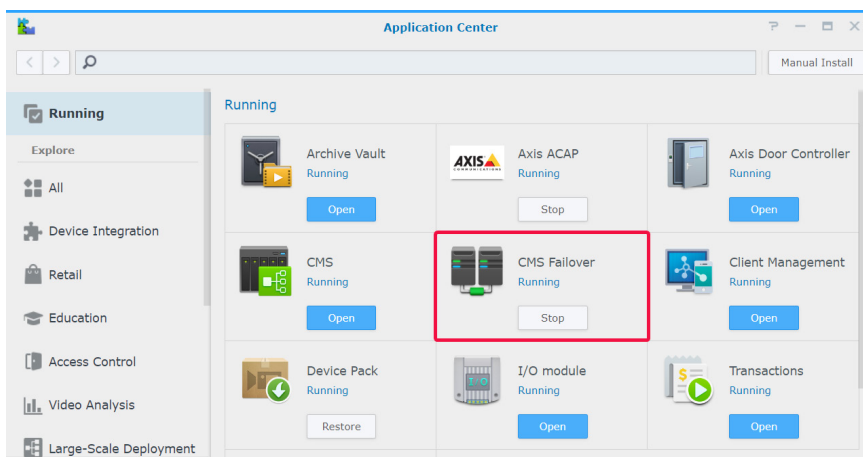 Application Center
Manual Install
Running
Explore
All
Device Integration
Retail
Education
Access Control
Video Analysis
Large-Scale Deployment
Running
Archive Vault
Running
Open
AXIS
COMMUNICATIONS
Axis ACAP
Running
Stop
Axis Door Controller
Running
Open
CMS
Running
Open
CMS Failover
Running
Stop
Client Management
Running
Open
Device Pack
Running
Restore
I/O
I/O module
Running
Open
$
Transactions
Running
Open